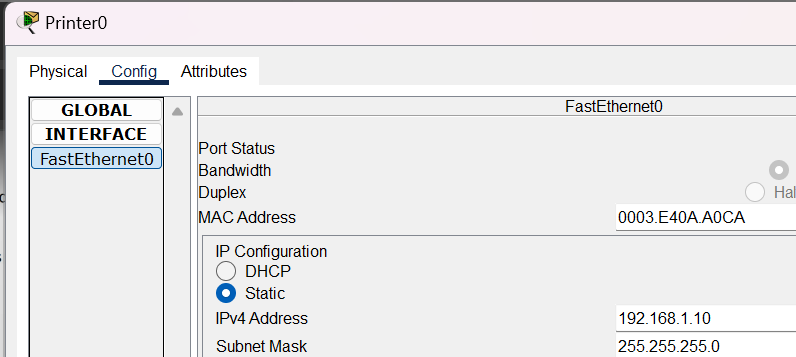 Printer0
Physical Config Attributes
GLOBAL
INTERFACE
FastEthernet0
FastEthernet0
Port Status
Bandwidth
Duplex
Hal
MAC Address 0003.E40A.A0CA
IP Configuration
DHCP
Static
IPv4 Address 192.168.1.10
Subnet Mask 255.255.255.0